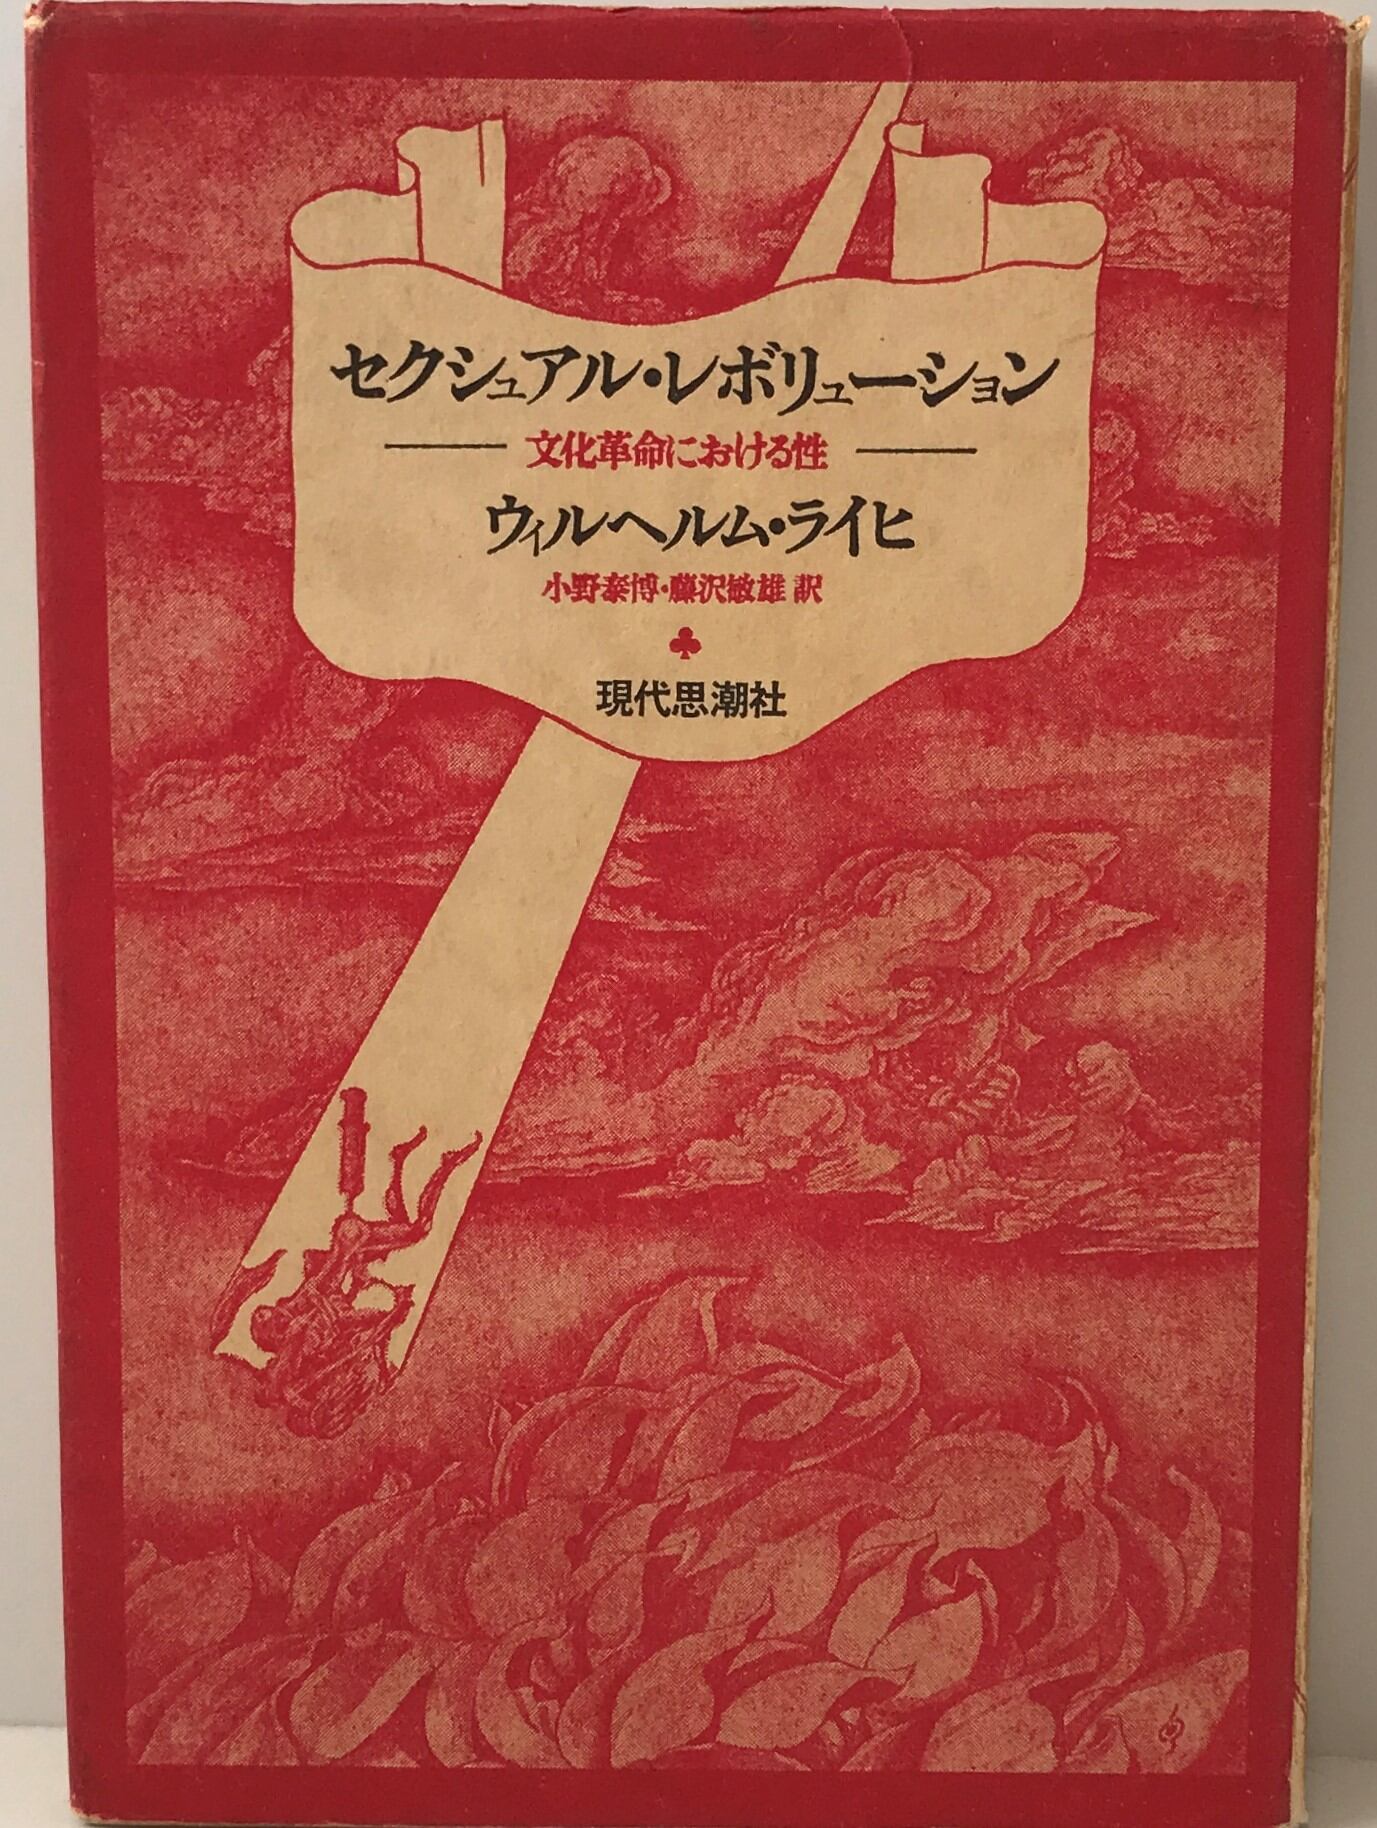 セクシュアル・レボリューション
文化革命における性
ウィルヘルム・ライヒ
小野泰博・藤沢敏雄 訳
現代思潮社